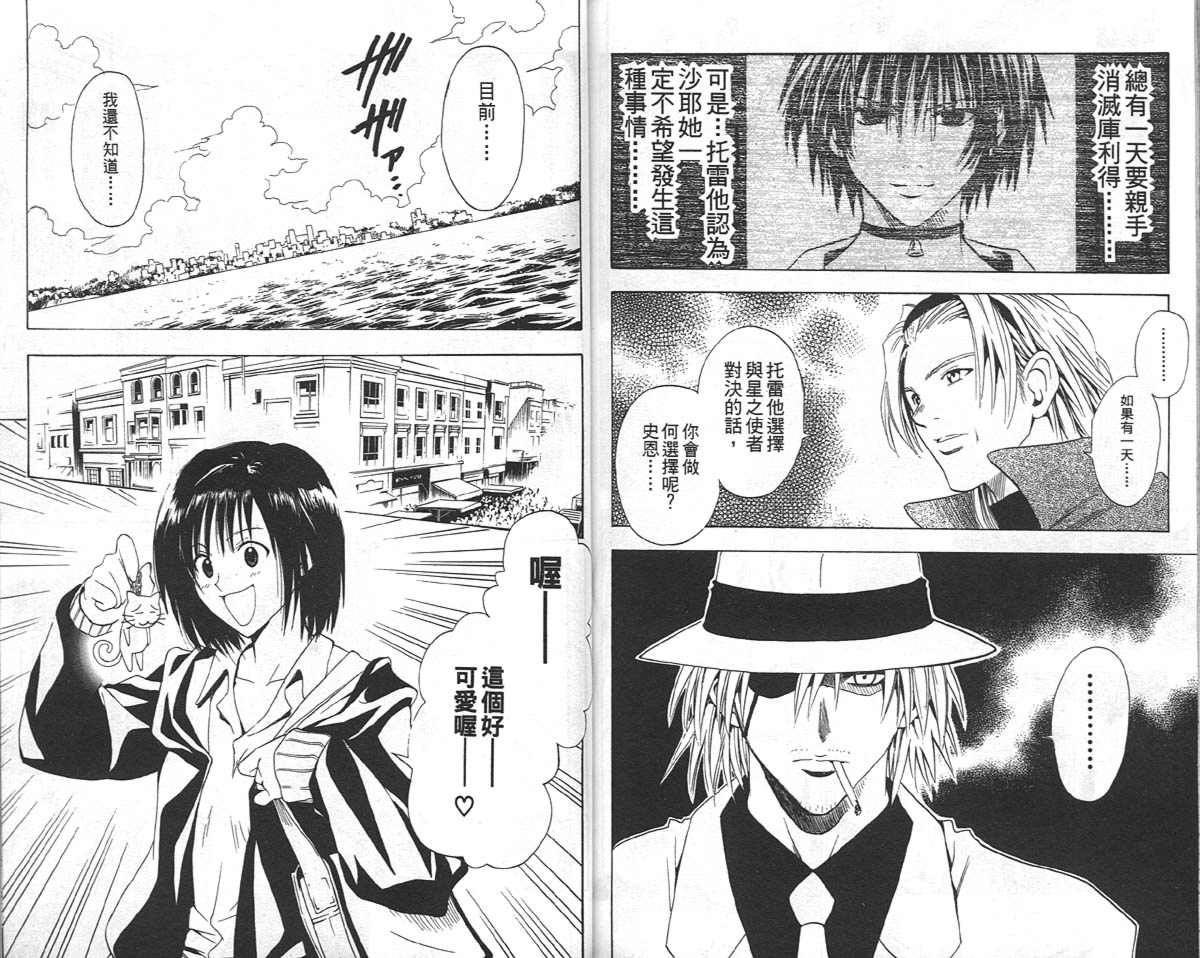 總有一天要親手
消滅庫利得………
可是…托雷他認為
沙耶她一
定不希望發生這
種事情………
…………
如果有一天……
托雷他選擇
與星之使者
對決的話，
你會做
何選擇呢？
史恩……
…………
目前……
ザザザァ…
我還不知道……
喔——
這個好——
可愛喔——♡